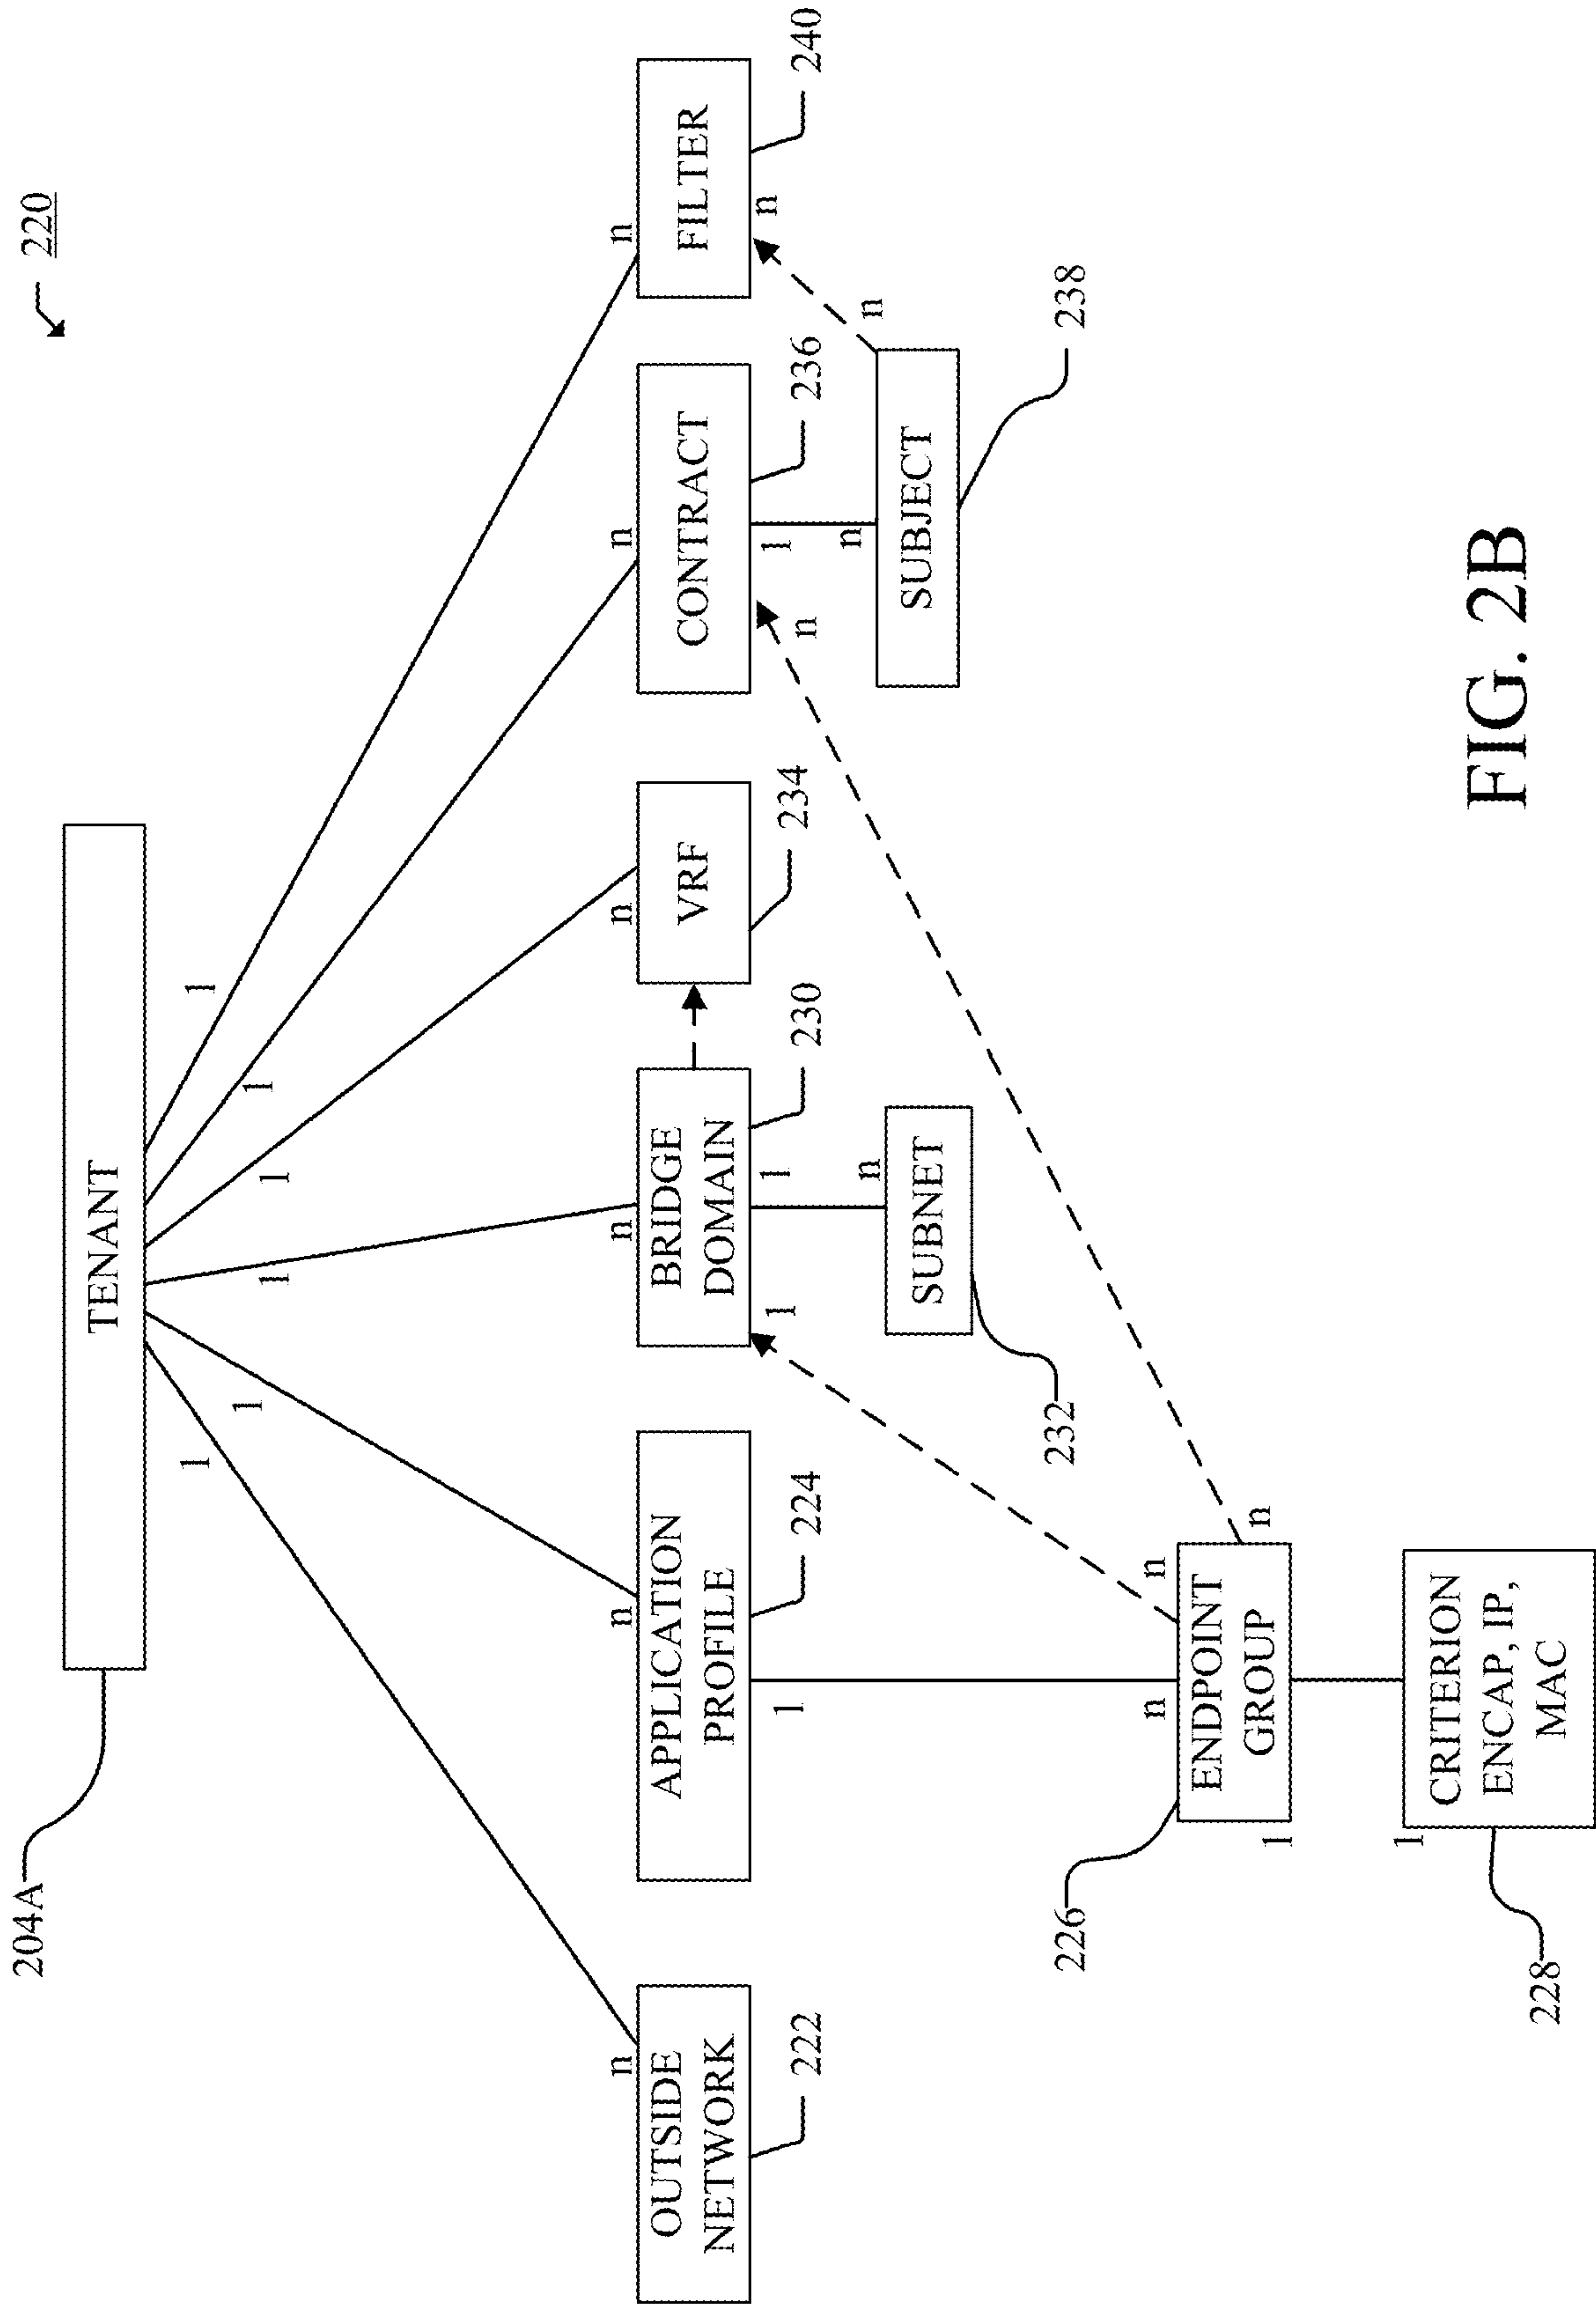 220
204A
TENANT
1
1
1
1
1
1
n
n
n
n
n
n
OUTSIDE
NETWORK
222
APPLICATION
PROFILE
224
1
BRIDGE
DOMAIN
230
1
1
VRF
234
CONTRACT
236
n
1
FILTER
240
n
n
SUBNET
232
n
SUBJECT
238
n
n
n
n
ENDPOINT
GROUP
226
1
1
CRITERION
ENCAP, IP,
MAC
228
FIG. 2B